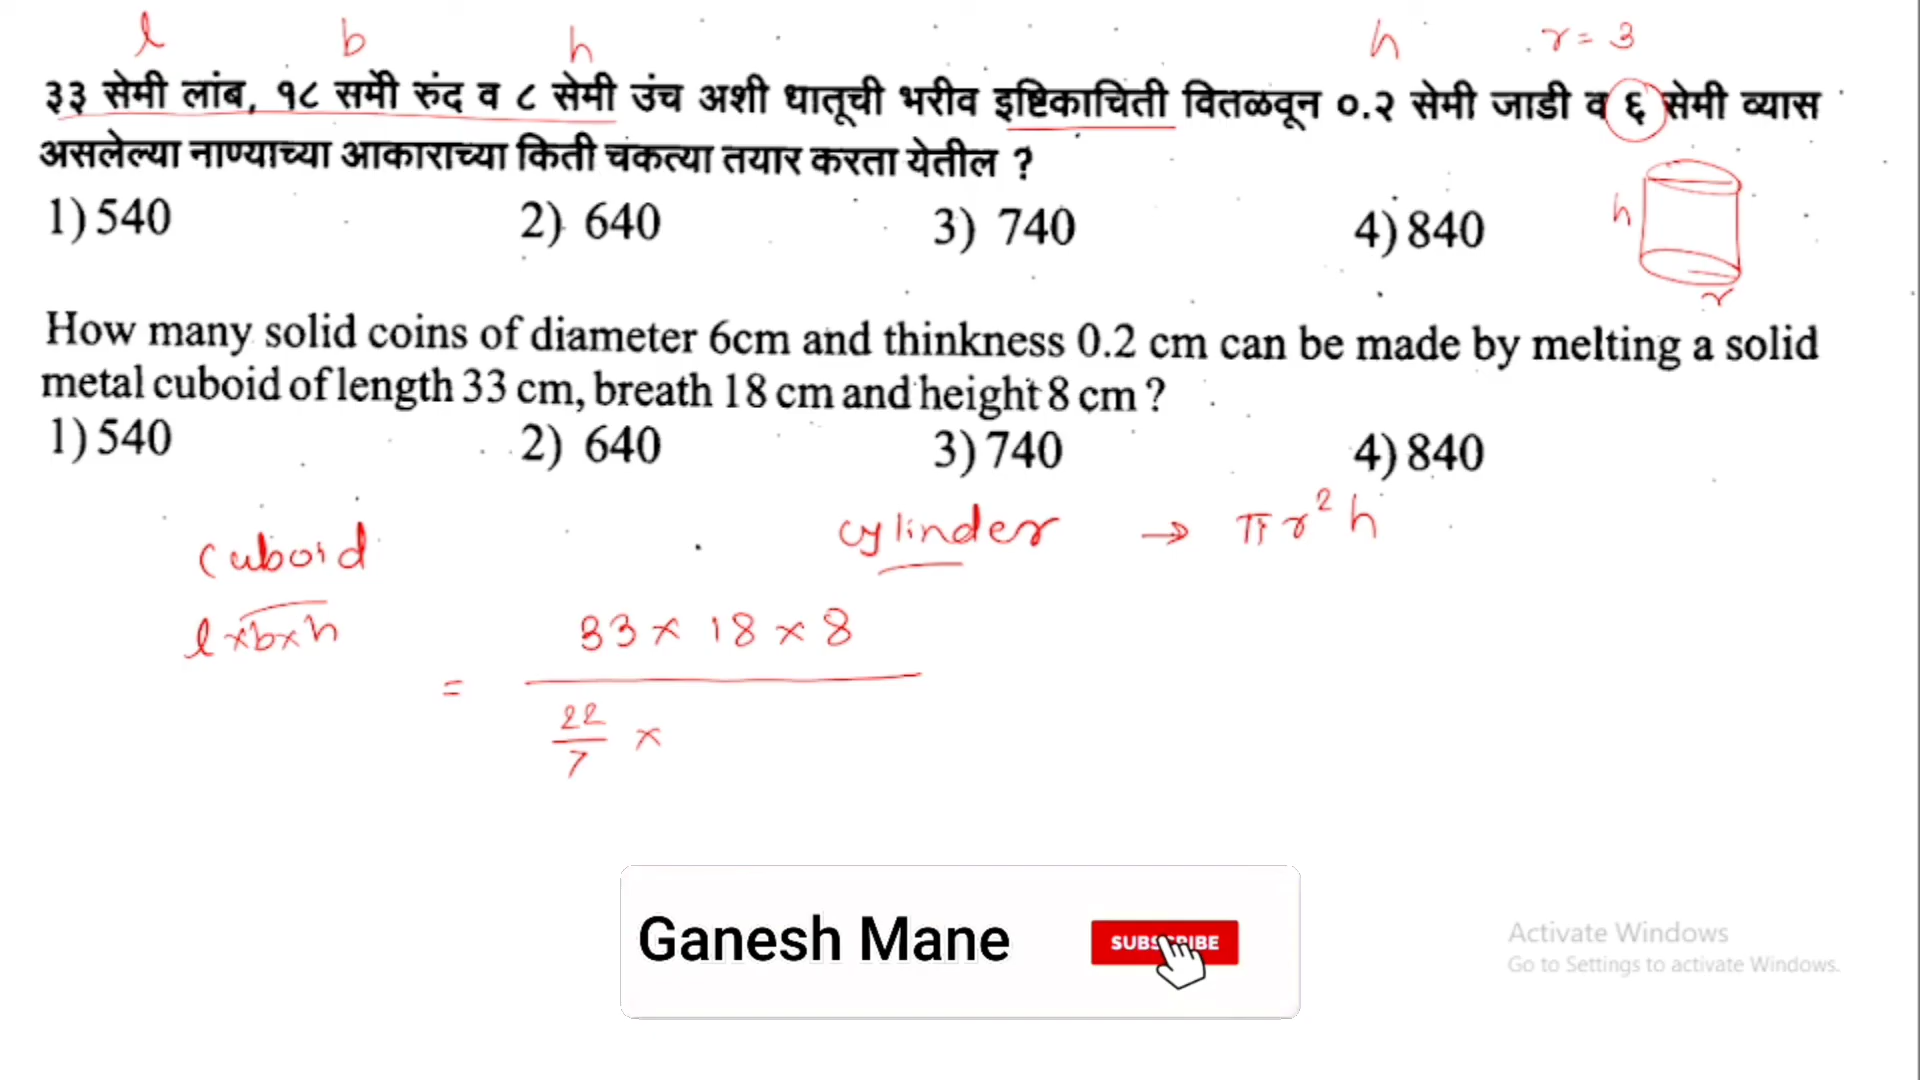 l b h h r = 3
३३ सेमी लांब, १८ समेी रुंद व ८ सेमी उंच अशी धातूची भरीव इष्टिकाचिती वितळवून ०.२ सेमी जाडी व ६ सेमी व्यास
असलेल्या नाण्याच्या आकाराच्या किती चकत्या तयार करता येतील ?
1) 540 2) 640 3) 740 4) 840
h
r
How many solid coins of diameter 6cm and thinkness 0.2 cm can be made by melting a solid
metal cuboid of length 33 cm, breath 18 cm and height 8 cm ?
1) 540 2) 640 3) 740 4) 840
cuboid cylinder → πr²h
l×b×h
= 33 × 18 × 8
22/7 ×
Ganesh Mane SUBSCRIBE
Activate Windows
Go to Settings to activate Windows.